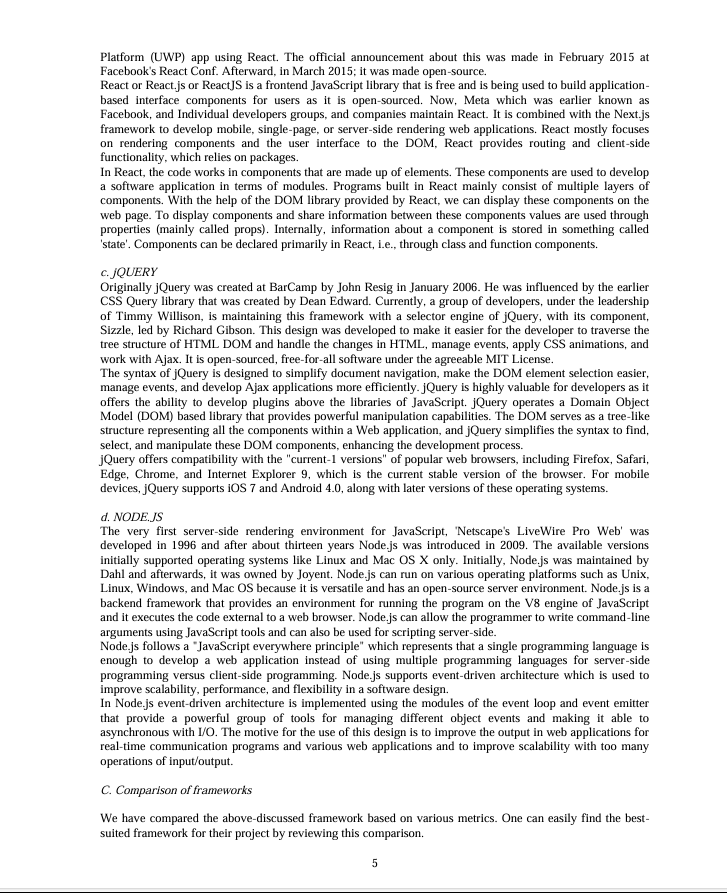 Platform (UWP) app using React. The official announcement about this was made in February 2015 at
Facebook's React Conf. Afterward, in March 2015; it was made open-source.
React or React.js or ReactJS is a frontend JavaScript library that is free and is being used to build application-
based interface components for users as it is open-sourced. Now, Meta which was earlier known as
Facebook, and Individual developers groups, and companies maintain React. It is combined with the Next.js
framework to develop mobile, single-page, or server-side rendering web applications. React mostly focuses
on rendering components and the user interface to the DOM, React provides routing and client-side
functionality, which relies on packages.
In React, the code works in components that are made up of elements. These components are used to develop
a software application in terms of modules. Programs built in React mainly consist of multiple layers of
components. With the help of the DOM library provided by React, we can display these components on the
web page. To display components and share information between these components values are used through
properties (mainly called props). Internally, information about a component is stored in something called
'state'. Components can be declared primarily in React, i.e., through class and function components.
c. jQUERY
Originally jQuery was created at BarCamp by John Resig in January 2006. He was influenced by the earlier
CSS Query library that was created by Dean Edward. Currently, a group of developers, under the leadership
of Timmy Willison, is maintaining this framework with a selector engine of jQuery, with its component,
Sizzle, led by Richard Gibson. This design was developed to make it easier for the developer to traverse the
tree structure of HTML DOM and handle the changes in HTML, manage events, apply CSS animations, and
work with Ajax. It is open-sourced, free-for-all software under the agreeable MIT License.
The syntax of jQuery is designed to simplify document navigation, make the DOM element selection easier,
manage events, and develop Ajax applications more efficiently. jQuery is highly valuable for developers as it
offers the ability to develop plugins above the libraries of JavaScript. jQuery operates a Domain Object
Model (DOM) based library that provides powerful manipulation capabilities. The DOM serves as a tree-like
structure representing all the components within a Web application, and jQuery simplifies the syntax to find,
select, and manipulate these DOM components, enhancing the development process.
jQuery offers compatibility with the "current-1 versions" of popular web browsers, including Firefox, Safari,
Edge, Chrome, and Internet Explorer 9, which is the current stable version of the browser. For mobile
devices, jQuery supports iOS 7 and Android 4.0, along with later versions of these operating systems.
d. NODE.JS
The very first server-side rendering environment for JavaScript, 'Netscape's LiveWire Pro Web' was
developed in 1996 and after about thirteen years Node.js was introduced in 2009. The available versions
initially supported operating systems like Linux and Mac OS X only. Initially, Node.js was maintained by
Dahl and afterwards, it was owned by Joyent. Node.js can run on various operating platforms such as Unix,
Linux, Windows, and Mac OS because it is versatile and has an open-source server environment. Node.js is a
backend framework that provides an environment for running the program on the V8 engine of JavaScript
and it executes the code external to a web browser. Node.js can allow the programmer to write command-line
arguments using JavaScript tools and can also be used for scripting server-side.
Node.js follows a "JavaScript everywhere principle" which represents that a single programming language is
enough to develop a web application instead of using multiple programming languages for server-side
programming versus client-side programming. Node.js supports event-driven architecture which is used to
improve scalability, performance, and flexibility in a software design.
In Node.js event-driven architecture is implemented using the modules of the event loop and event emitter
that provide a powerful group of tools for managing different object events and making it able to
asynchronous with I/O. The motive for the use of this design is to improve the output in web applications for
real-time communication programs and various web applications and to improve scalability with too many
operations of input/output.
C. Comparison of frameworks
We have compared the above-discussed framework based on various metrics. One can easily find the best-
suited framework for their project by reviewing this comparison.
5